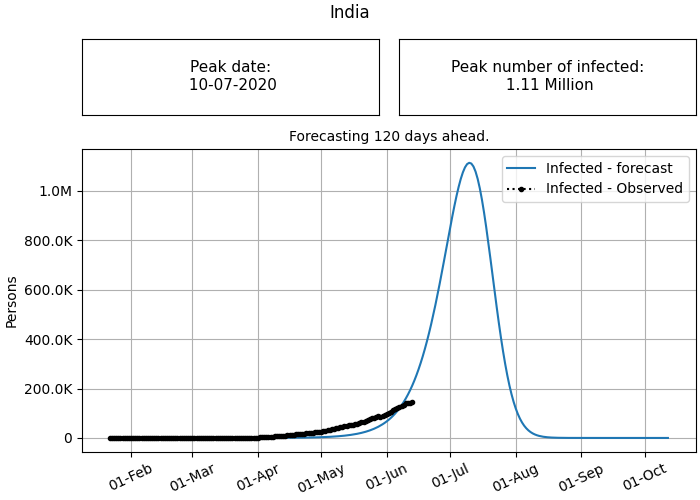 India
Peak date:
10-07-2020
Peak number of infected:
1.11 Million
Forecasting 120 days ahead.
Infected - forecast
Infected - Observed
Persons
1.0M
800.0K
600.0K
400.0K
200.0K
0
01-Feb
01-Mar
01-Apr
01-May
01-Jun
01-Jul
01-Aug
01-Sep
01-Oct